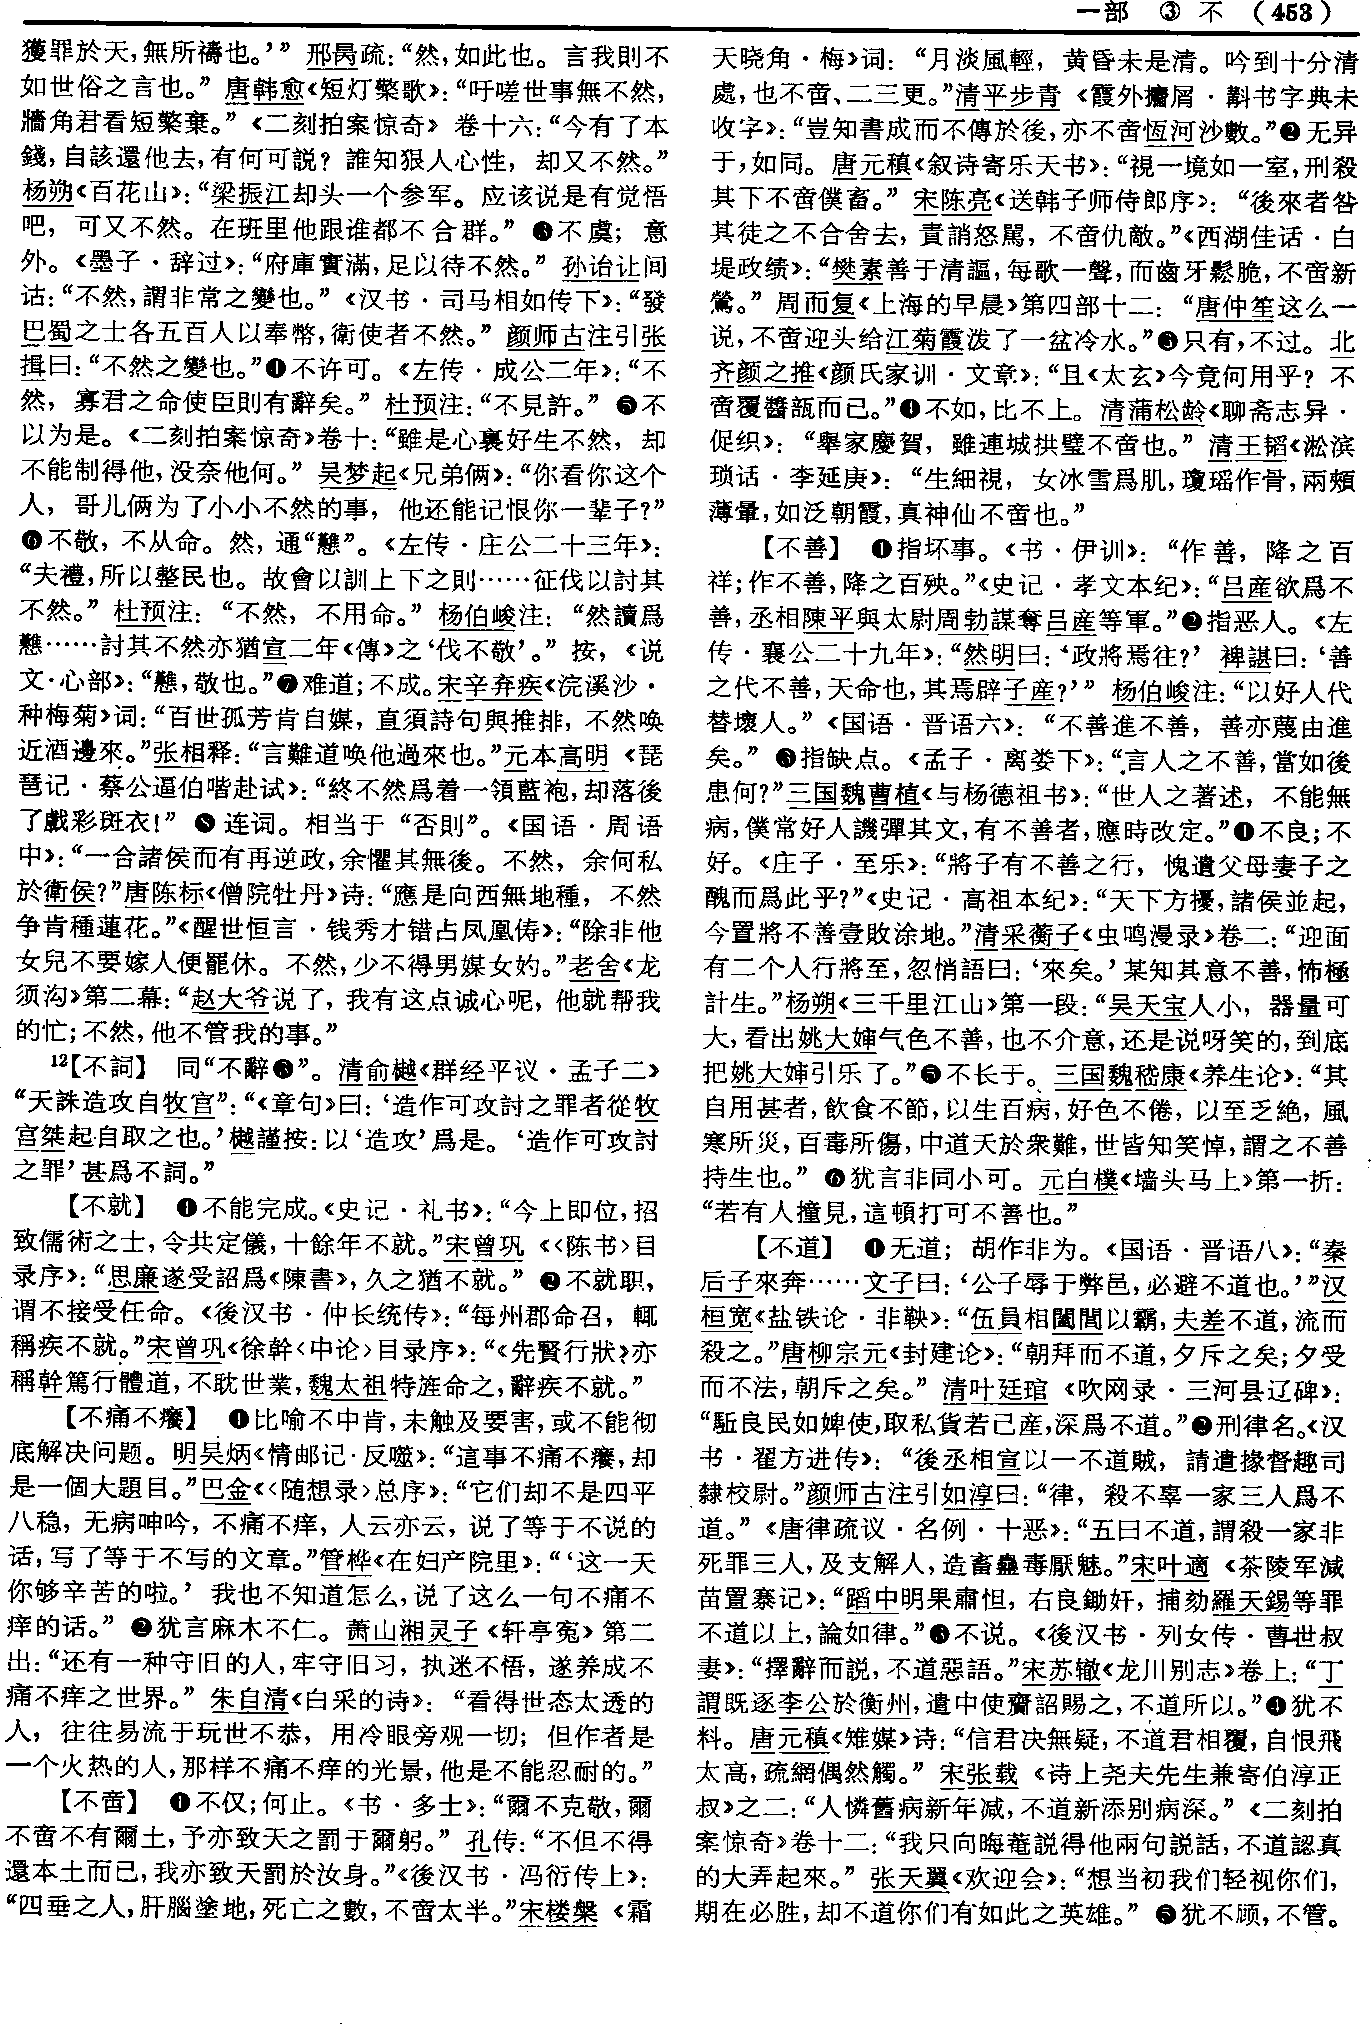 一部 ③ 不 （453）
獲罪於天，無所禱也。’” 邢昺疏：“然，如此也。言我則不
如世俗之言也。” 唐韩愈《短灯檠歌》：“吁嗟世事無不然，
牆角君看短檠棄。” 《二刻拍案惊奇》 卷十六：“今有了本
錢，自該還他去，有何可説？誰知狠人心性，却又不然。”
杨朔《百花山》：“梁振江却头一个参军。应该说是有觉悟
吧，可又不然。在班里他跟谁都不合群。” ❸不虞；意
外。《墨子·辞过》：“府庫實滿，足以待不然。” 孙诒让间
诂：“不然，謂非常之變也。” 《汉书·司马相如传下》：“發
巴蜀之士各五百人以奉幣，衛使者不然。” 颜师古注引张
揖曰：“不然之變也。”❹不许可。《左传·成公二年》：“不
然，寡君之命使臣則有辭矣。” 杜预注：“不見許。” ❺不
以为是。《二刻拍案惊奇》卷十：“雖是心裏好生不然，却
不能制得他，没奈他何。” 吴梦起《兄弟俩》：“你看你这个
人，哥儿俩为了小小不然的事，他还能记恨你一辈子？”
❻不敬，不从命。然，通“戁”。《左传·庄公二十三年》：
“夫禮，所以整民也。故會以訓上下之則……征伐以討其
不然。” 杜预注：“不然，不用命。” 杨伯峻注：“然讀爲
戁……討其不然亦猶宣二年《傳》之‘伐不敬’。” 按，《说
文·心部》：“戁，敬也。”❼难道；不成。宋辛弃疾《浣溪沙·
种梅菊》词：“百世孤芳肯自媒，直須詩句與推排，不然唤
近酒邊來。”张相释：“言難道唤他過來也。”元本高明《琵
琶记·蔡公逼伯喈赴试》：“終不然爲着一領藍袍，却落後
了戲彩斑衣！” ❽连词。相当于“否則”。《国语·周语
中》：“一合諸侯而有再逆政，余懼其無後。不然，余何私
於衛侯？”唐陈标《僧院牡丹》诗：“應是向西無地種，不然
争肯種蓮花。”《醒世恒言·钱秀才错占凤凰俦》：“除非他
女兒不要嫁人便罷休。不然，少不得男媒女妁。”老舍《龙
须沟》第二幕：“赵大爷说了，我有这点诚心呢，他就帮我
的忙；不然，他不管我的事。”
12【不詞】 同“不辭❸”。清俞樾《群经平议·孟子二》
“天誅造攻自牧宫”：“《章句》曰：‘造作可攻討之罪者從牧
宫桀起自取之也。’樾謹按：以‘造攻’爲是。‘造作可攻討
之罪’甚爲不詞。”
【不就】 ❶不能完成。《史记·礼书》：“今上即位，招
致儒術之士，令共定儀，十餘年不就。”宋曾巩《〈陈书〉目
录序》：“思廉遂受詔爲《陳書》，久之猶不就。” ❷不就职，
谓不接受任命。《後汉书·仲长统传》：“每州郡命召，輒
稱疾不就。”宋曾巩《徐幹〈中论〉目录序》：“《先賢行狀》亦
稱幹篤行體道，不耽世業，魏太祖特旌命之，辭疾不就。”
【不痛不癢】 ❶比喻不中肯，未触及要害，或不能彻
底解决问题。明吴炳《情邮记·反噬》：“這事不痛不癢，却
是一個大題目。”巴金《〈随想录〉总序》：“它们却不是四平
八稳，无病呻吟，不痛不痒，人云亦云，说了等于不说的
话，写了等于不写的文章。”管桦《在妇产院里》：“‘这一天
你够辛苦的啦。’我也不知道怎么，说了这么一句不痛不
痒的话。” ❷犹言麻木不仁。萧山湘灵子《轩亭冤》第二
出：“还有一种守旧的人，牢守旧习，执迷不悟，遂养成不
痛不痒之世界。” 朱自清《白采的诗》：“看得世态太透的
人，往往易流于玩世不恭，用冷眼旁观一切；但作者是
一个火热的人，那样不痛不痒的光景，他是不能忍耐的。”
【不啻】 ❶不仅；何止。《书·多士》：“爾不克敬，爾
不啻不有爾土，予亦致天之罚于爾躬。” 孔传：“不但不得
還本土而已，我亦致天罰於汝身。”《後汉书·冯衍传上》：
“四垂之人，肝腦塗地，死亡之數，不啻太半。”宋楼槃《霜
天晓角·梅》词：“月淡風輕，黄昏未是清。吟到十分清
處，也不啻、二三更。”清平步青《霞外攟屑·斠书字典未
收字》：“豈知書成而不傳於後，亦不啻恆河沙數。”❷无异
于，如同。唐元稹《叙诗寄乐天书》：“視一境如一室，刑殺
其下不啻僕畜。” 宋陈亮《送韩子师侍郎序》：“後來者咎
其徒之不合舍去，責誚怒罵，不啻仇敵。”《西湖佳话·白
堤政绩》：“樊素善于清謳，每歌一聲，而齒牙鬆脆，不啻新
鶯。” 周而复《上海的早晨》第四部十二：“唐仲笙这么一
说，不啻迎头给江菊霞泼了一盆冷水。”❸只有，不过。北
齐颜之推《颜氏家训·文章》：“且《太玄》今竟何用乎？不
啻覆醬瓿而已。”❹不如，比不上。清蒲松龄《聊斋志异·
促织》：“舉家慶賀，雖連城拱璧不啻也。” 清王韬《淞滨
琐话·李延庚》：“生細視，女冰雪爲肌，瓊瑶作骨，兩頰
薄暈，如泛朝霞，真神仙不啻也。”
【不善】 ❶指坏事。《书·伊训》：“作善，降之百
祥；作不善，降之百殃。”《史记·孝文本纪》：“吕産欲爲不
善，丞相陳平與太尉周勃謀奪吕産等軍。”❷指恶人。《左
传·襄公二十九年》：“然明曰：‘政將焉往？’ 裨諶曰：‘善
之代不善，天命也，其焉辟子産？’” 杨伯峻注：“以好人代
替壞人。” 《国语·晋语六》：“不善進不善，善亦蔑由進
矣。” ❸指缺点。《孟子·离娄下》：“言人之不善，當如後
患何？”三国魏曹植《与杨德祖书》：“世人之著述，不能無
病，僕常好人譏彈其文，有不善者，應時改定。”❹不良；不
好。《庄子·至乐》：“將子有不善之行，愧遺父母妻子之
醜而爲此乎？”《史记·高祖本纪》：“天下方擾，諸侯並起，
今置將不善壹敗涂地。”清采蘅子《虫鸣漫录》卷二：“迎面
有二个人行將至，忽悄語曰：‘來矣。’某知其意不善，怖極
計生。”杨朔《三千里江山》第一段：“吴天宝人小，器量可
大，看出姚大婶气色不善，也不介意，还是说呀笑的，到底
把姚大婶引乐了。”❺不长于。三国魏嵇康《养生论》：“其
自用甚者，飲食不節，以生百病，好色不倦，以至乏絶，風
寒所災，百毒所傷，中道夭於衆難，世皆知笑悼，謂之不善
持生也。” ❻犹言非同小可。元白樸《墙头马上》第一折：
“若有人撞見，這頓打可不善也。”
【不道】 ❶无道；胡作非为。《国语·晋语八》：“秦
后子來奔……文子曰：‘公子辱于弊邑，必避不道也。’”汉
桓宽《盐铁论·非鞅》：“伍員相闔閭以霸，夫差不道，流而
殺之。”唐柳宗元《封建论》：“朝拜而不道，夕斥之矣；夕受
而不法，朝斥之矣。” 清叶廷琯《吹网录·三河县辽碑》：
“駈良民如婢使，取私貨若已産，深爲不道。”❷刑律名。《汉
书·翟方进传》：“後丞相宣以一不道賊，請遣掾督趣司
隸校尉。”颜师古注引如淳曰：“律，殺不辜一家三人爲不
道。” 《唐律疏议·名例·十恶》：“五曰不道，謂殺一家非
死罪三人，及支解人，造畜蠱毒厭魅。”宋叶適《茶陵军減
苗置寨记》：“蹈中明果肅怛，右良鋤奸，捕劾羅天錫等罪
不道以上，論如律。”❸不说。《後汉书·列女传·曹世叔
妻》：“擇辭而説，不道惡語。”宋苏辙《龙川别志》卷上：“丁
謂既逐李公於衡州，遣中使齎詔賜之，不道所以。”❹犹不
料。唐元稹《雉媒》诗：“信君决無疑，不道君相覆，自恨飛
太高，疏網偶然觸。” 宋张载《诗上尧夫先生兼寄伯淳正
叔》之二：“人憐舊病新年減，不道新添别病深。” 《二刻拍
案惊奇》卷十二：“我只向晦菴説得他兩句説話，不道認真
的大弄起來。” 张天翼《欢迎会》：“想当初我们轻视你们，
期在必胜，却不道你们有如此之英雄。” ❺犹不顾，不管。